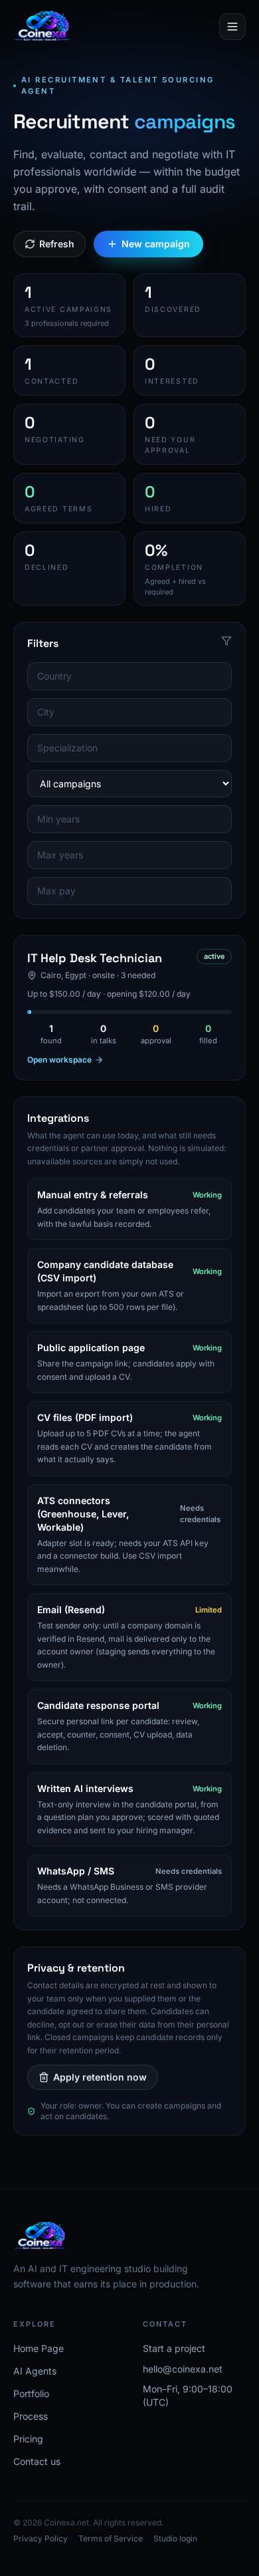 Coinexa
AI RECRUITMENT & TALENT SOURCING
AGENT
Recruitment campaigns
Find, evaluate, contact and negotiate with IT
professionals worldwide — within the budget
you approve, with consent and a full audit
trail.
Refresh
New campaign
1
ACTIVE CAMPAIGNS
3 professionals required
1
DISCOVERED
1
CONTACTED
0
INTERESTED
0
NEGOTIATING
0
NEED YOUR
APPROVAL
0
AGREED TERMS
0
HIRED
0
DECLINED
0%
COMPLETION
Agreed + hired vs
required
Filters
Country
City
Specialization
All campaigns
Min years
Max years
Max pay
IT Help Desk Technician
active
Cairo, Egypt · onsite · 3 needed
Up to $150.00 / day · opening $120.00 / day
1 0 0 0
found in talks approval filled
Open workspace →
Integrations
What the agent can use today, and what still needs
credentials or partner approval. Nothing is simulated:
unavailable sources are simply not used.
Manual entry & referrals
Working
Add candidates your team or employees refer,
with the lawful basis recorded.
Company candidate database
(CSV import)
Working
Import an export from your own ATS or
spreadsheet (up to 500 rows per file).
Public application page
Working
Share the campaign link; candidates apply with
consent and upload a CV.
CV files (PDF import)
Working
Upload up to 5 PDF CVs at a time; the agent
reads each CV and creates the candidate from
what it actually says.
ATS connectors
(Greenhouse, Lever,
Workable)
Needs
credentials
Adapter slot is ready; needs your ATS API key
and a connector build. Use CSV import
meanwhile.
Email (Resend)
Limited
Test sender only: until a company domain is
verified in Resend, mail is delivered only to the
account owner (staging sends everything to the
owner).
Candidate response portal
Working
Secure personal link per candidate: review,
accept, counter, consent, CV upload, data
deletion.
Written AI interviews
Working
Text-only interview in the candidate portal, from
a question plan you approve; scored with quoted
evidence and sent to your hiring manager.
WhatsApp / SMS
Needs credentials
Needs a WhatsApp Business or SMS provider
account; not connected.
Privacy & retention
Contact details are encrypted at rest and shown to
your team only when you supplied them or the
candidate agreed to share them. Candidates can
decline, opt out or erase their data from their personal
link. Closed campaigns keep candidate records only
for their retention period.
Apply retention now
Your role: owner. You can create campaigns and
act on candidates.
Coinexa
An AI and IT engineering studio building
software that earns its place in production.
EXPLORE
Home Page
AI Agents
Portfolio
Process
Pricing
Contact us
CONTACT
Start a project
hello@coinexa.net
Mon–Fri, 9:00–18:00
(UTC)
© 2026 Coinexa.net. All rights reserved.
Privacy Policy Terms of Service Studio login